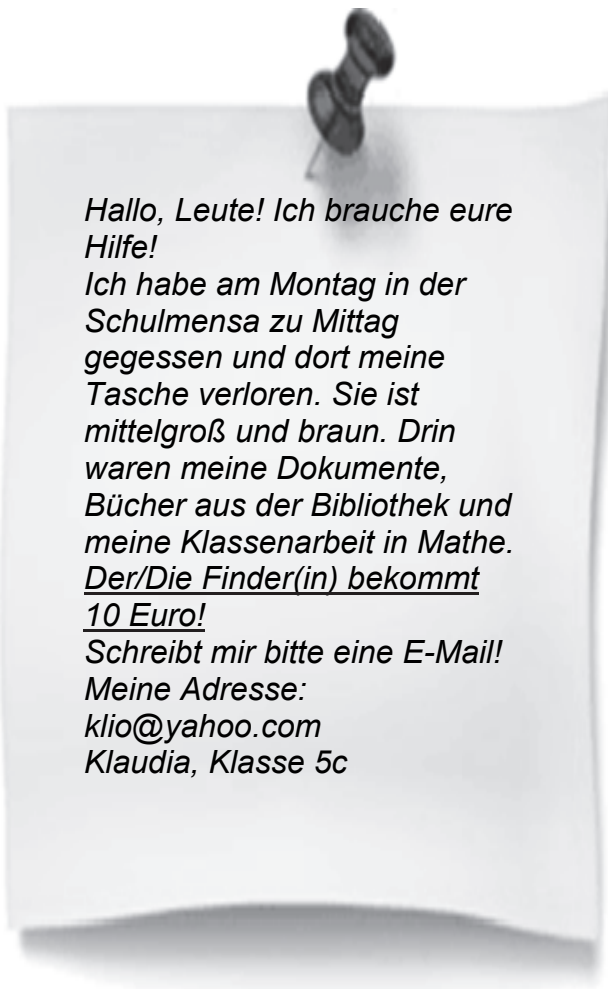 Hallo, Leute! Ich brauche eure
Hilfe!
Ich habe am Montag in der
Schulmensa zu Mittag
gegessen und dort meine
Tasche verloren. Sie ist
mittelgroß und braun. Drin
waren meine Dokumente,
Bücher aus der Bibliothek und
meine Klassenarbeit in Mathe.
Der/Die Finder(in) bekommt
10 Euro!
Schreibt mir bitte eine E-Mail!
Meine Adresse:
klio@yahoo.com
Klaudia, Klasse 5c